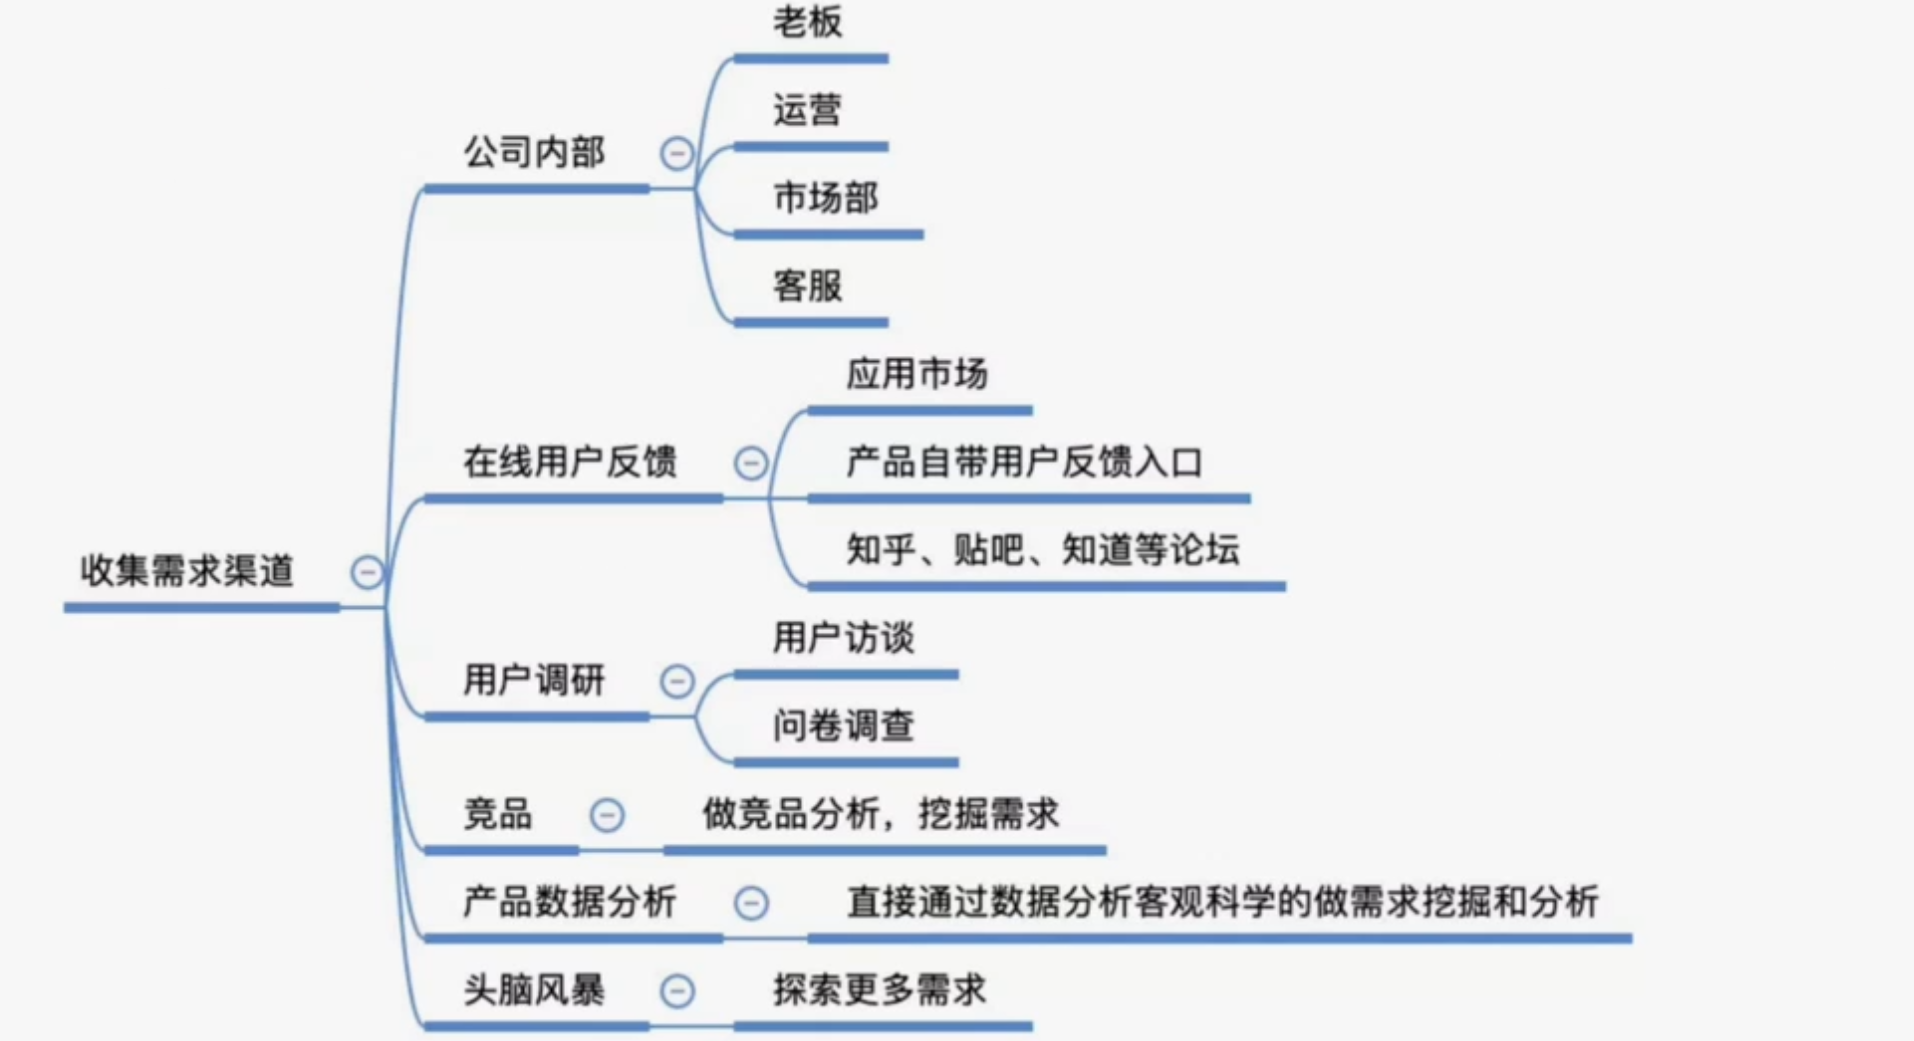 收集需求渠道
公司内部
老板
运营
市场部
客服
在线用户反馈
应用市场
产品自带用户反馈入口
知乎、贴吧、知道等论坛
用户调研
用户访谈
问卷调查
竞品
做竞品分析，挖掘需求
产品数据分析
直接通过数据分析客观科学的做需求挖掘和分析
头脑风暴
探索更多需求